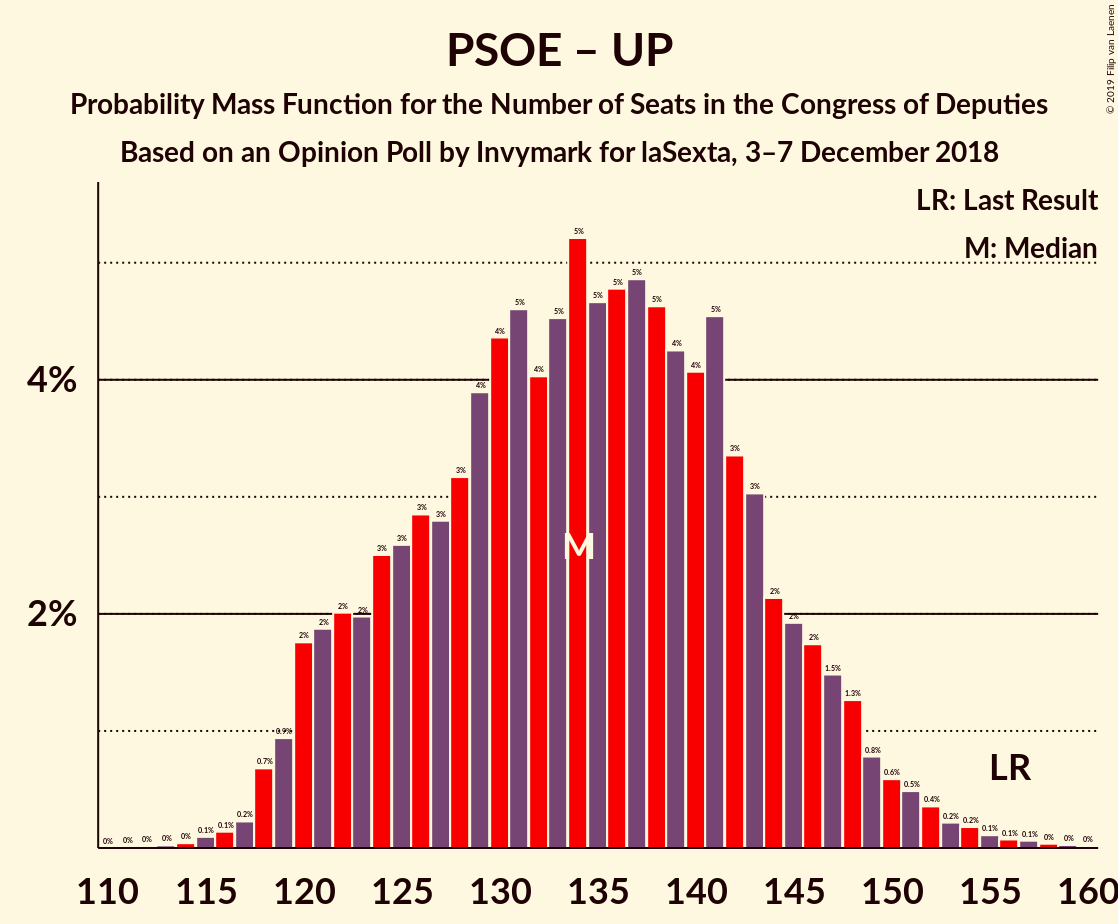 PSOE – UP
Probability Mass Function for the Number of Seats in the Congress of Deputies
Based on an Opinion Poll by Invymark for laSexta, 3–7 December 2018
© 2019 Filip van Laenen
LR: Last Result
M: Median
4%
2%
0% 0% 0% 0% 0% 0.1% 0.1% 0.2% 0.7% 0.9% 2% 2% 2% 2% 3% 3% 3% 3% 3% 4% 4% 5% 4% 5% 5% 5% 5% 5% 5% 4% 4% 5% 3% 3% 2% 2% 2% 1.5% 1.3% 0.8% 0.6% 0.5% 0.4% 0.2% 0.2% 0.1% 0.1% 0.1% 0% 0% 0%
M
LR
110 115 120 125 130 135 140 145 150 155 160